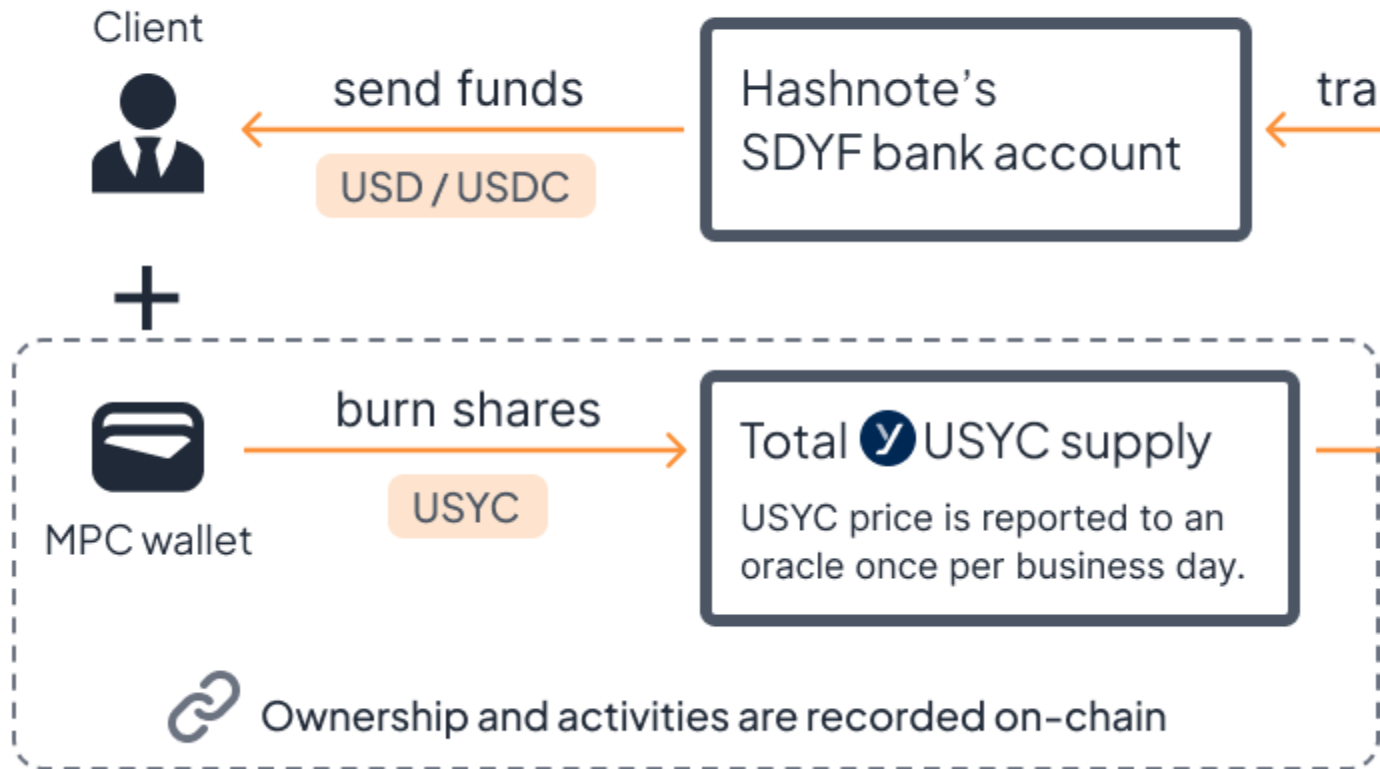 Client
send funds
USD / USDC
Hashnote's
SDYF bank account
tra
burn shares
USYC
MPC wallet
Total USYC supply
USYC price is reported to an
oracle once per business day.
Ownership and activities are recorded on-chain